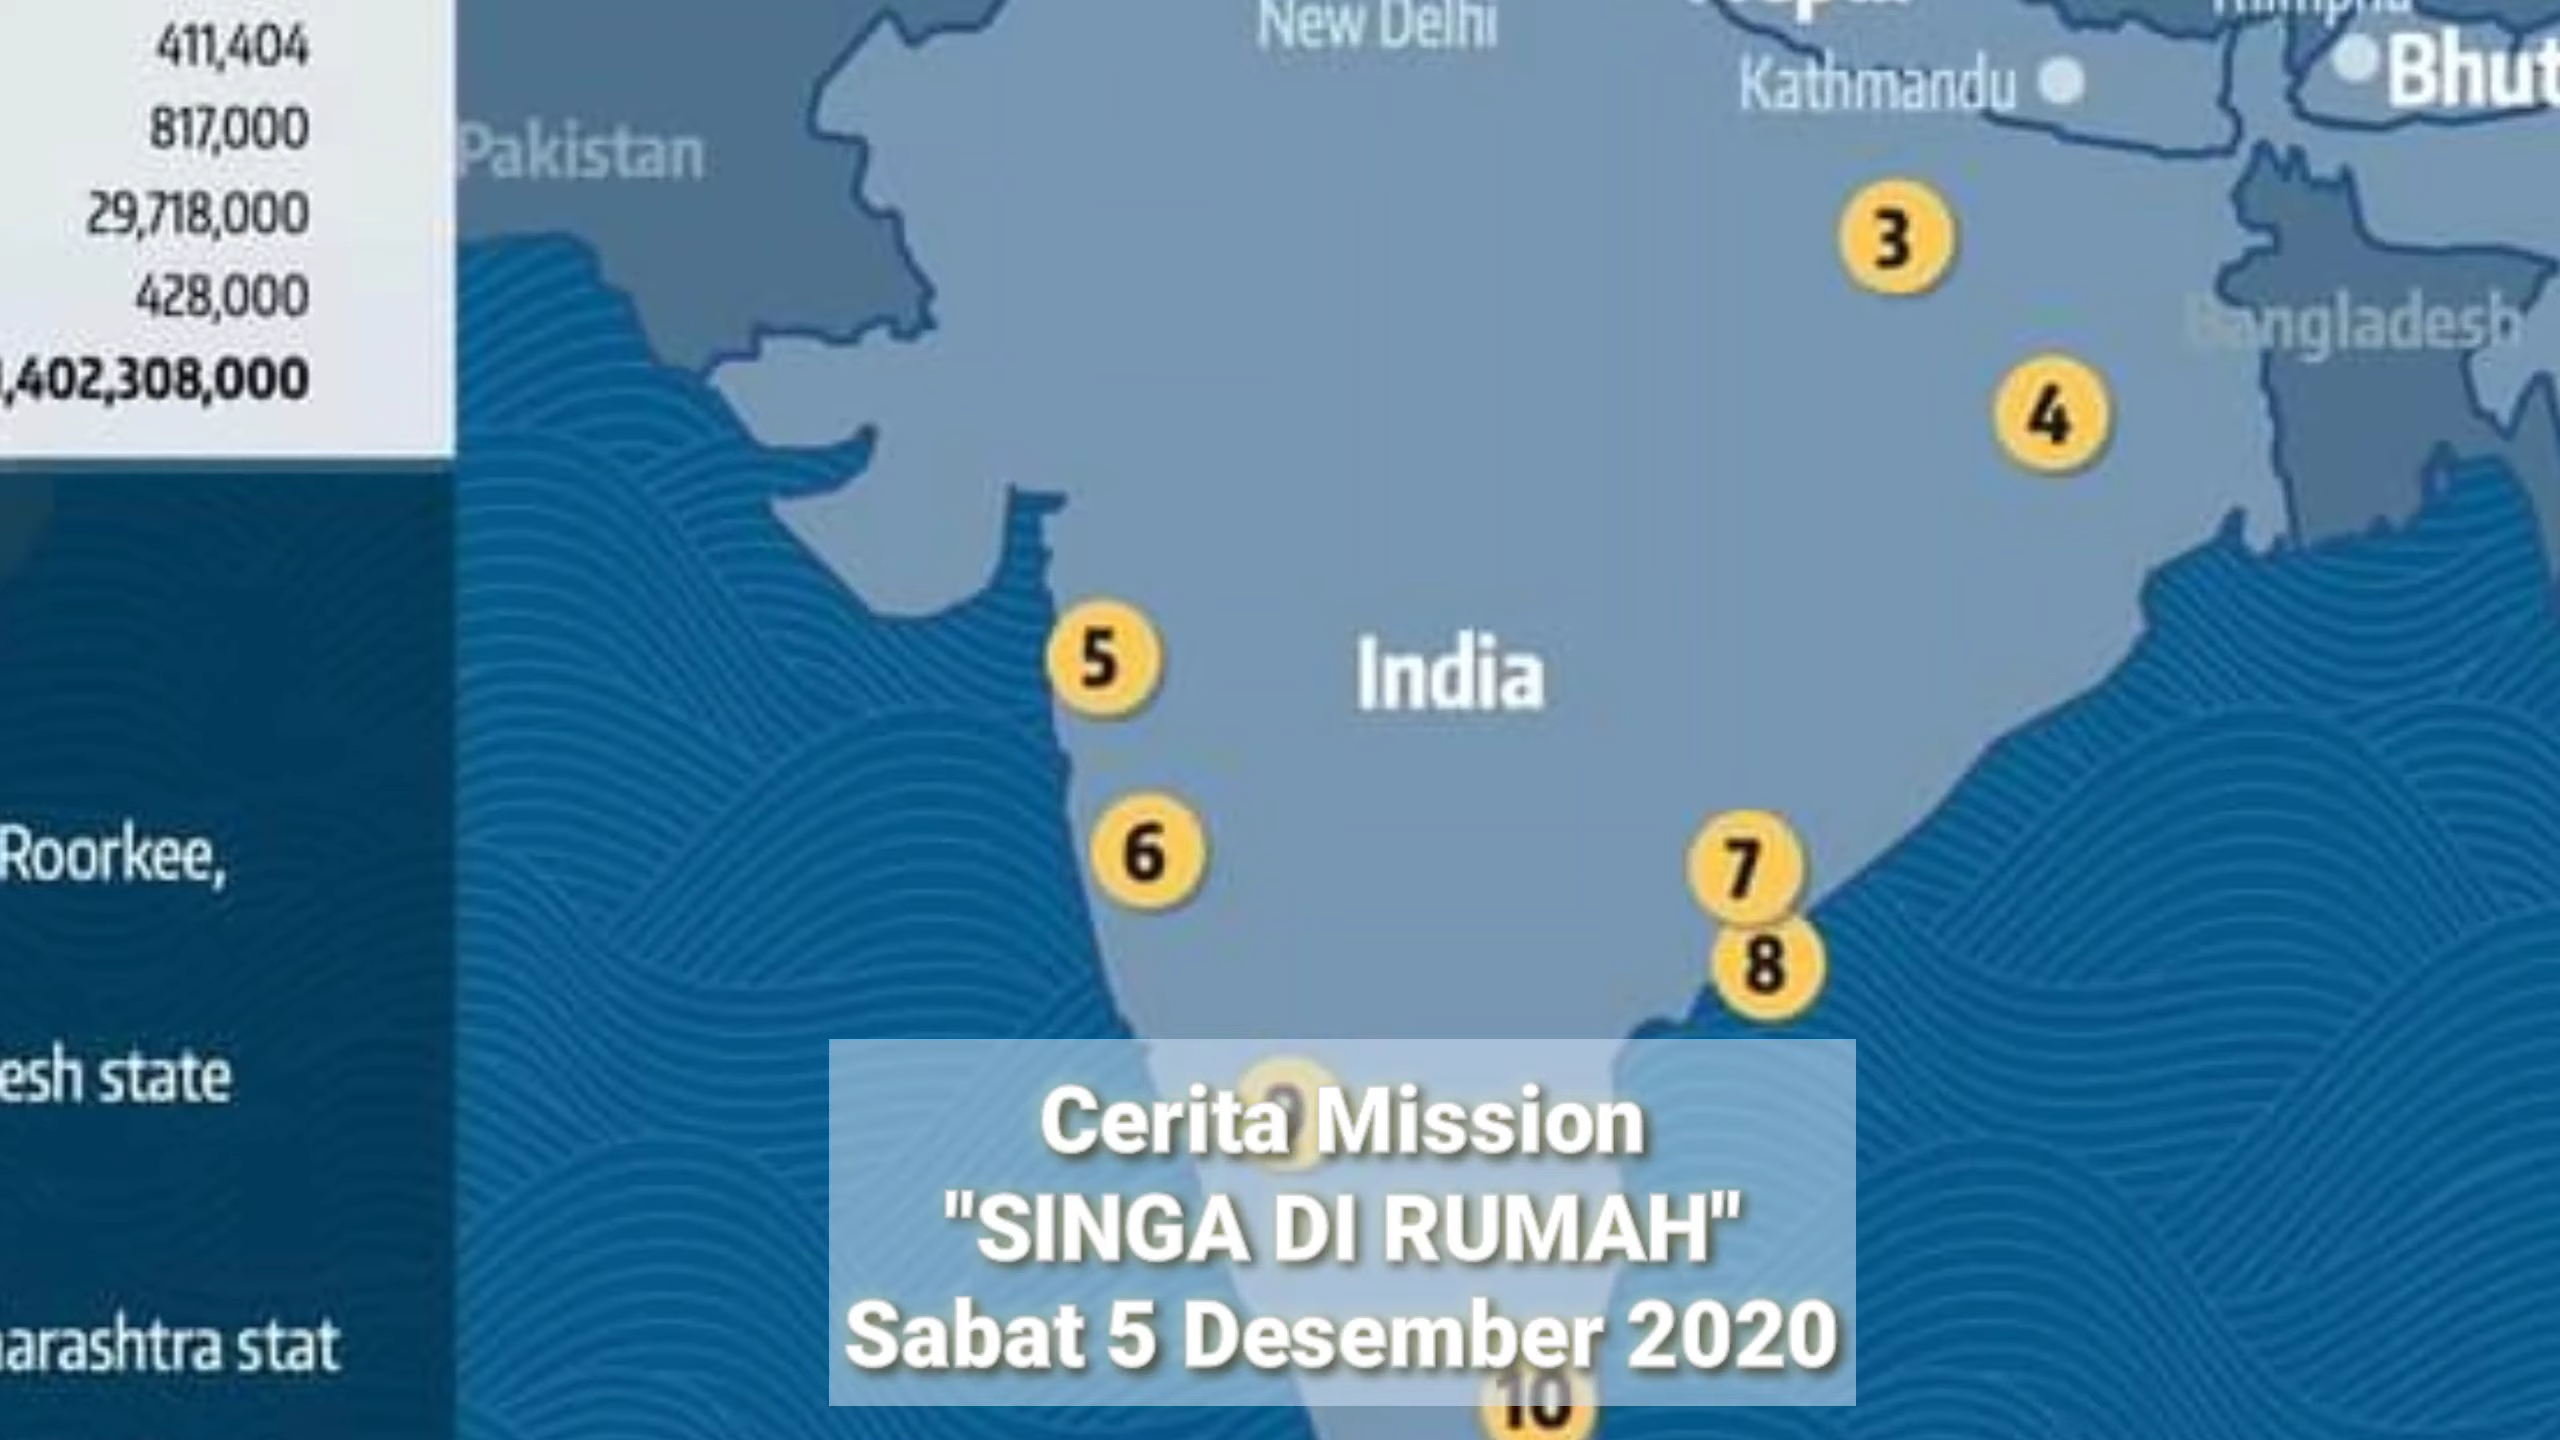 411,404
817,000
29,718,000
428,000
,402,308,000
Roorkee,
esh state
arashtra stat
New Delhi
Kathmandu
Bhut
Pakistan
3
Bangladesh
4
5
India
6
7
8
9
Cerita Mission
"SINGA DI RUMAH"
Sabat 5 Desember 2020
10